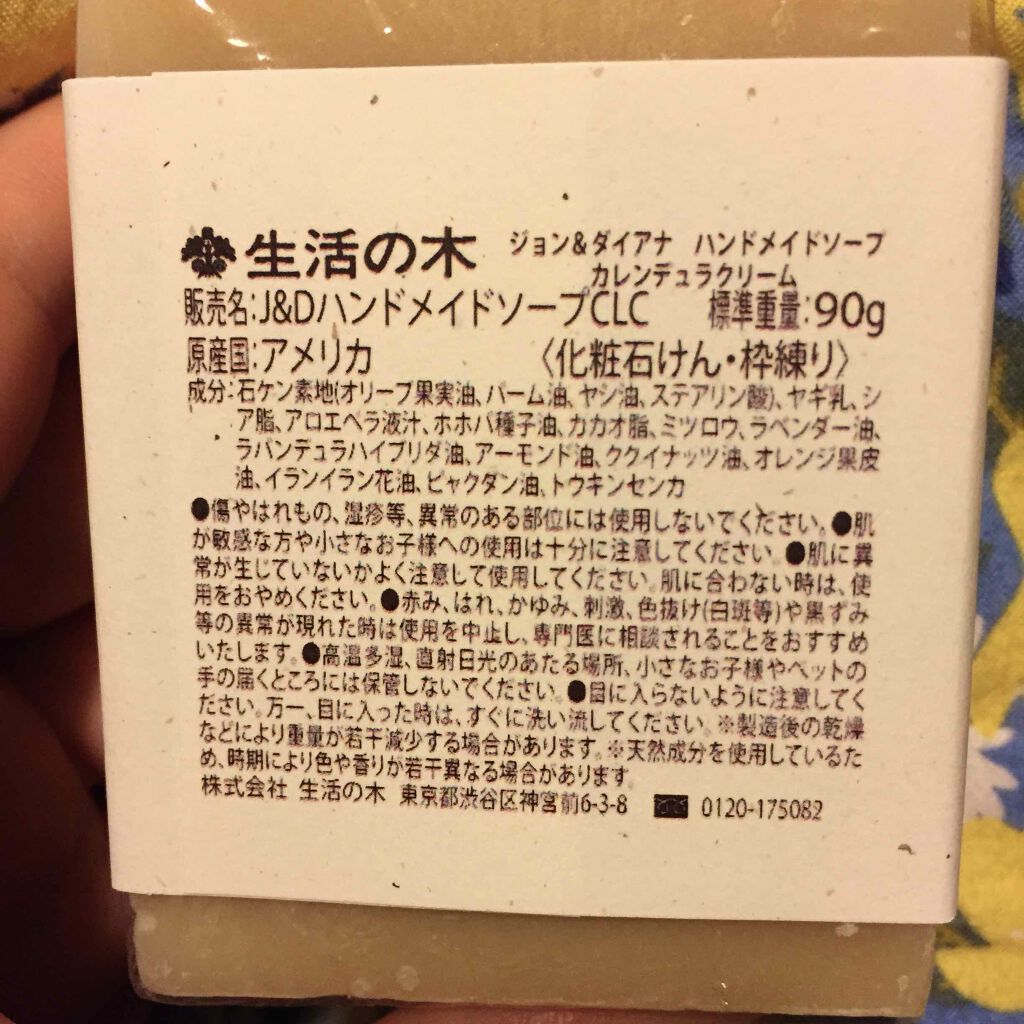 生活の木 ジョン&ダイアナ ハンドメイドソープ
カレンデュラクリーム
販売名:J&DハンドメイドソープCLC 標準重量:90g
原産国:アメリカ 〈化粧石けん・枠練り〉
成分:石ケン素地(オリーブ果実油、パーム油、ヤシ油、ステアリン酸)、ヤギ乳、シ
ア脂、アロエベラ液汁、ホホバ種子油、カカオ脂、ミツロウ、ラベンダー油、
ラバンデュラハイブリダ油、アーモンド油、ククイナッツ油、オレンジ果皮
油、イランイラン花油、ビャクダン油、トウキンセンカ
●傷やはれもの、湿疹等、異常のある部位には使用しないでください。●肌
が敏感な方や小さなお子様への使用は十分に注意してください。●肌に異
常が生じていないかよく注意して使用してください。肌に合わない時は、使
用をおやめください。●赤み、はれ、かゆみ、刺激、色抜け(白斑等)や黒ずみ
等の異常が現れた時は使用を中止し、専門医に相談されることをおすすめ
いたします。●高温多湿、直射日光のあたる場所、小さなお子様やペットの
手の届くところには保管しないでください。●目に入らないように注意してく
ださい。万一、目に入った時は、すぐに洗い流してください。※製造後の乾燥
などにより重量が若干減少する場合があります。※天然成分を使用しているた
め、時期により色や香りが若干異なる場合があります。
株式会社 生活の木 東京都渋谷区神宮前6-3-8 0120-175082